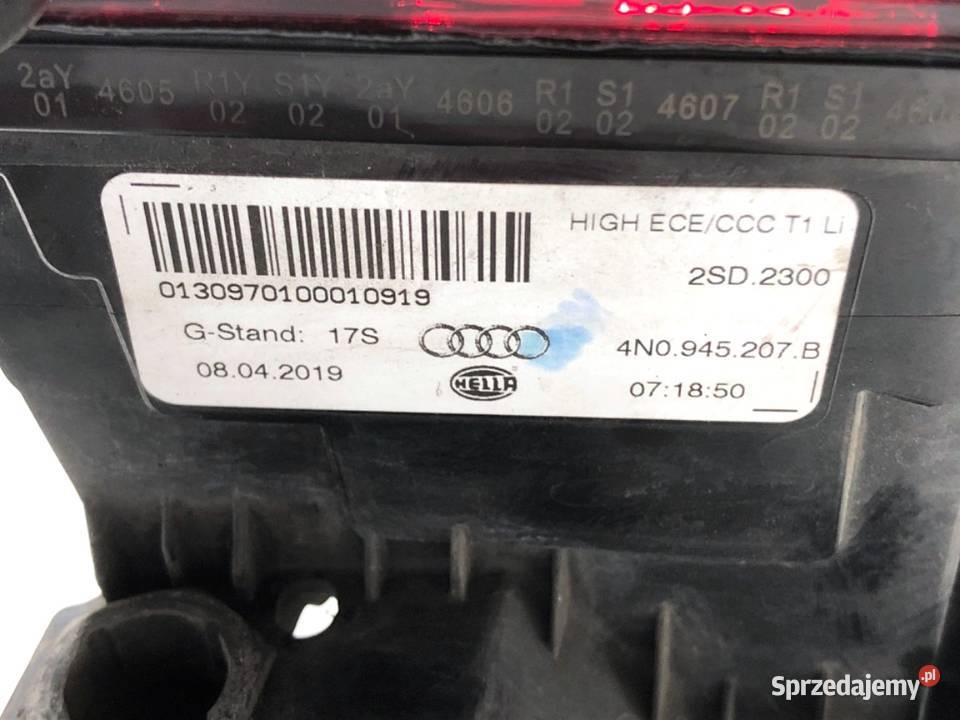 2aY 4605 R1Y S1Y 2aY 4606 R1 S1 4607 R1 S1
01 02 02 01 02 02 02 02
HIGH ECE/CCC T1 Li
01309701000010919
2SD.2300
G-Stand: 17S
4N0.945.207.B
08.04.2019
HELLA
07:18:50
Sprzedajemy.pl